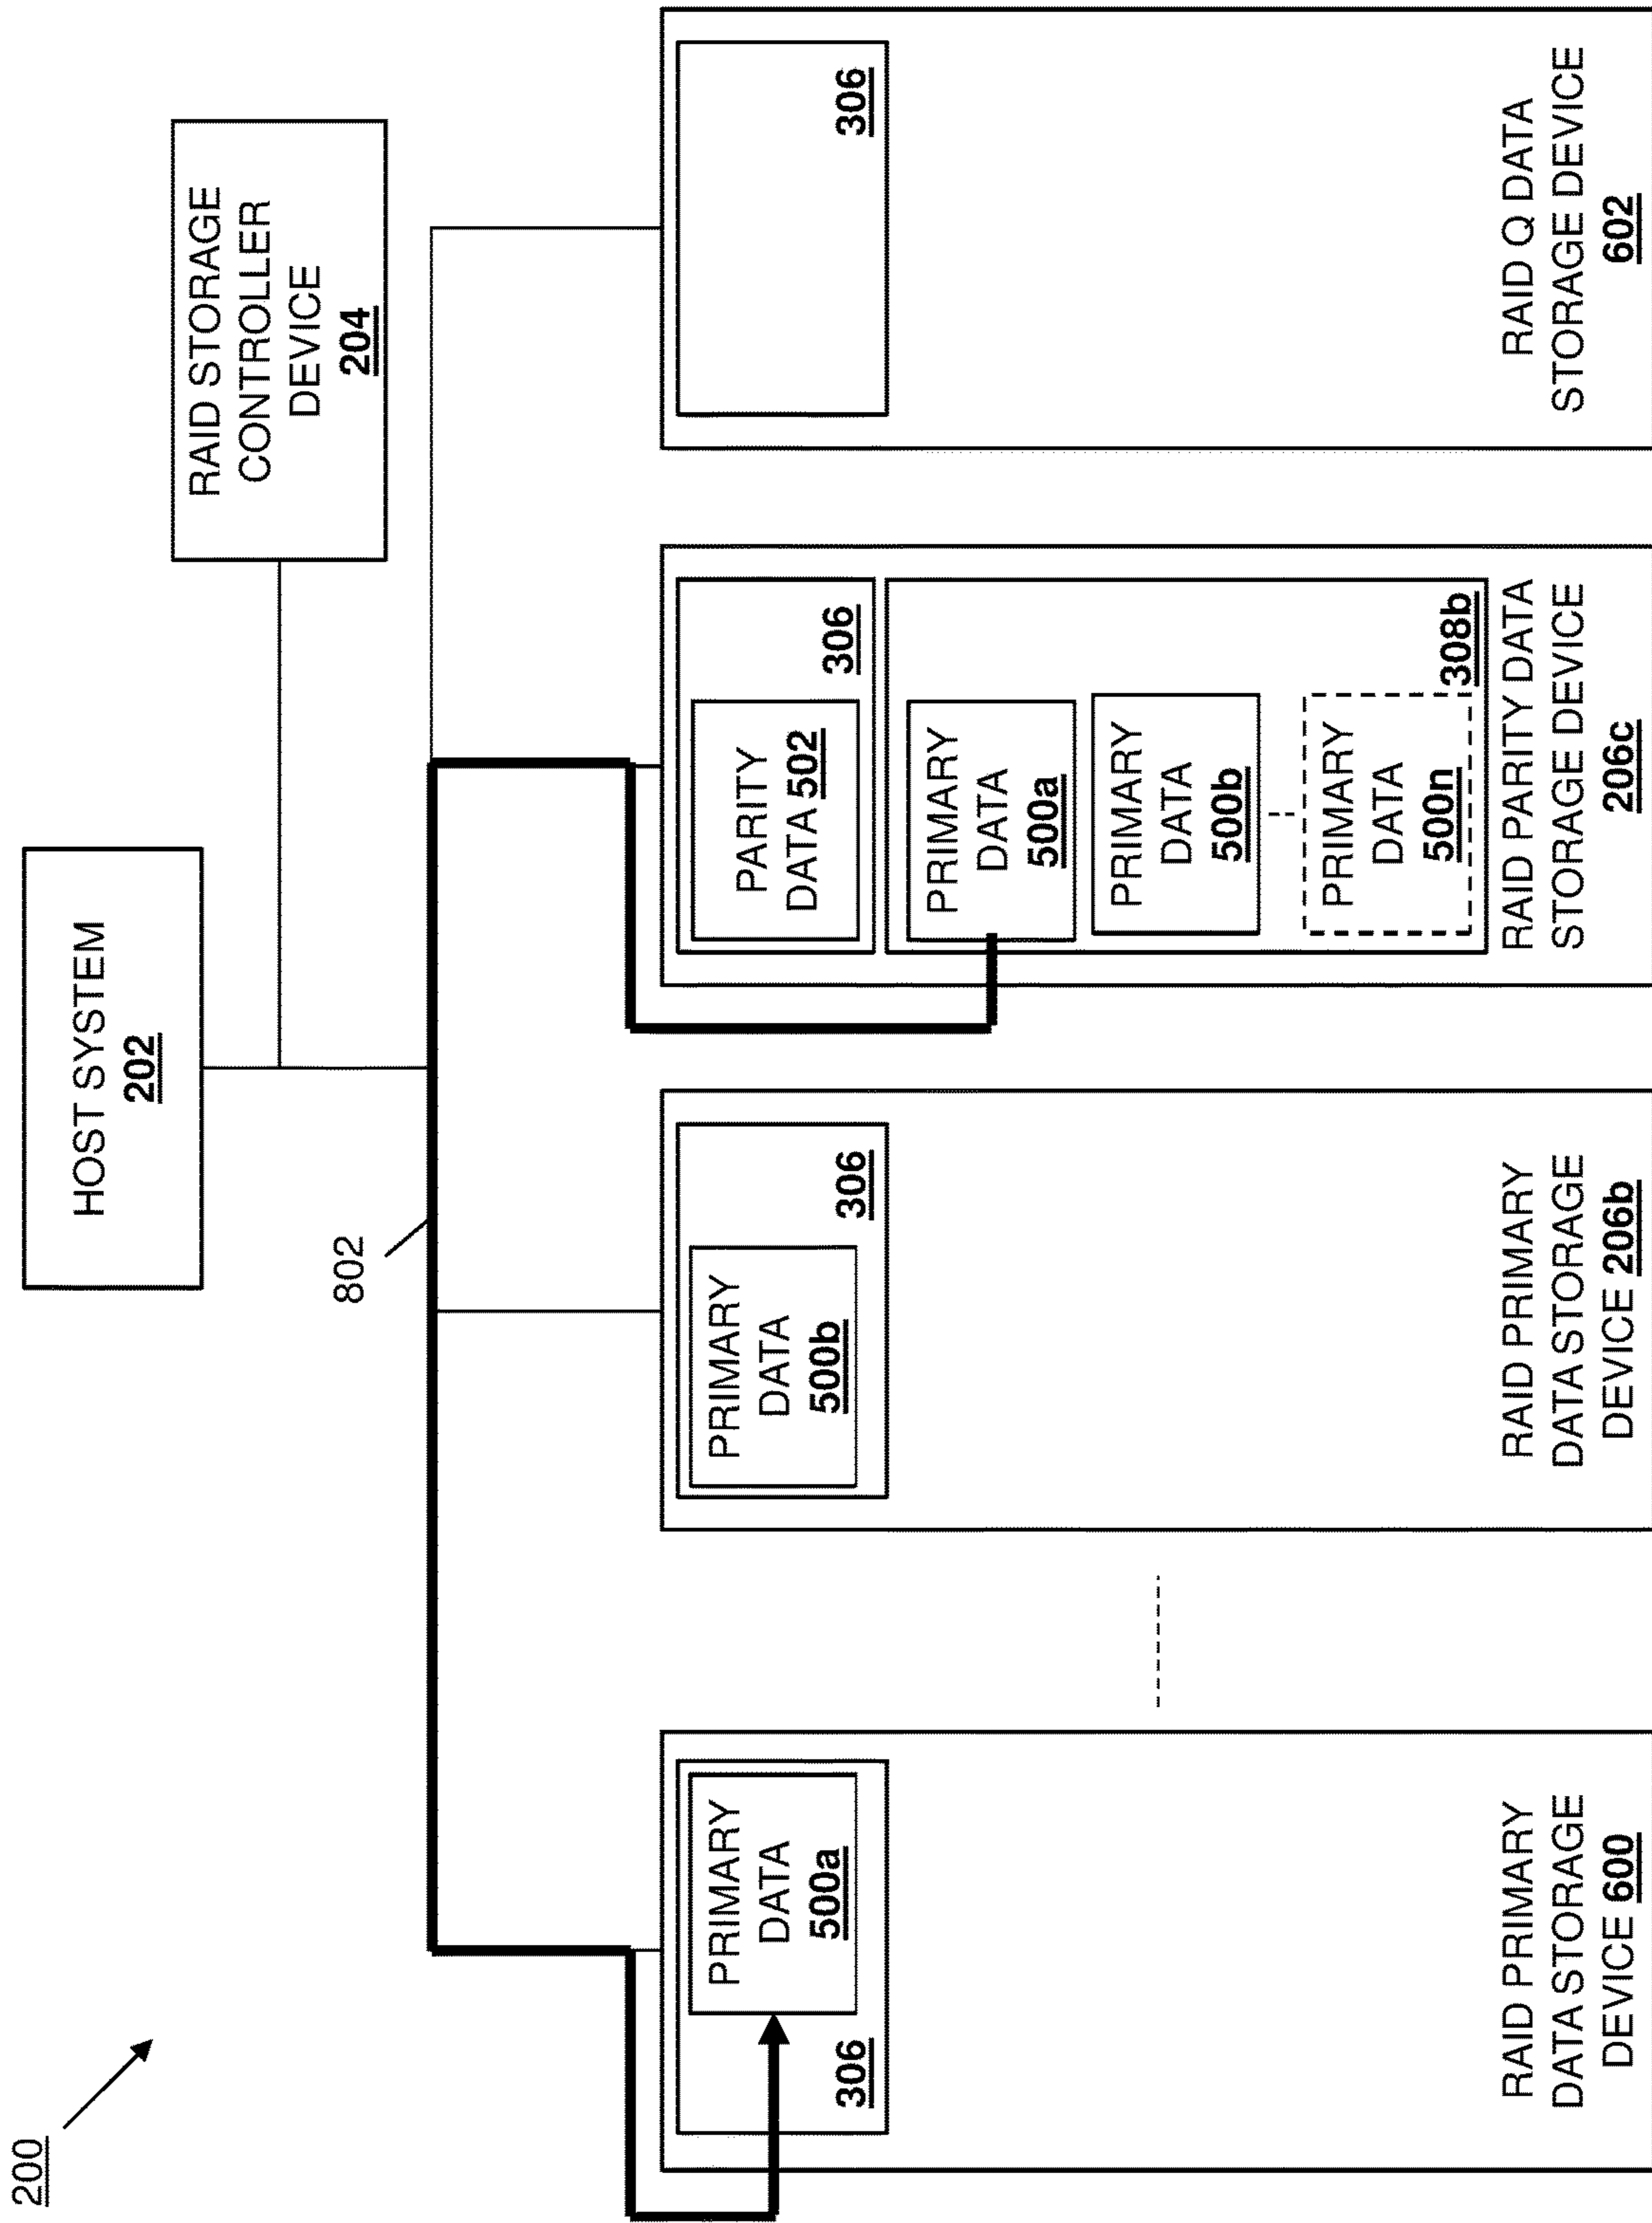 200
HOST SYSTEM
202
RAID STORAGE
CONTROLLER
DEVICE
204
802
PRIMARY
DATA
500a
306
RAID PRIMARY
DATA STORAGE
DEVICE 600
PRIMARY
DATA
500b
306
RAID PRIMARY
DATA STORAGE
DEVICE 206b
PARITY
DATA 502
306
PRIMARY
DATA
500a
PRIMARY
DATA
500b
PRIMARY
DATA
500n
308b
RAID PARITY DATA
STORAGE DEVICE
206c
306
RAID Q DATA
STORAGE DEVICE
602